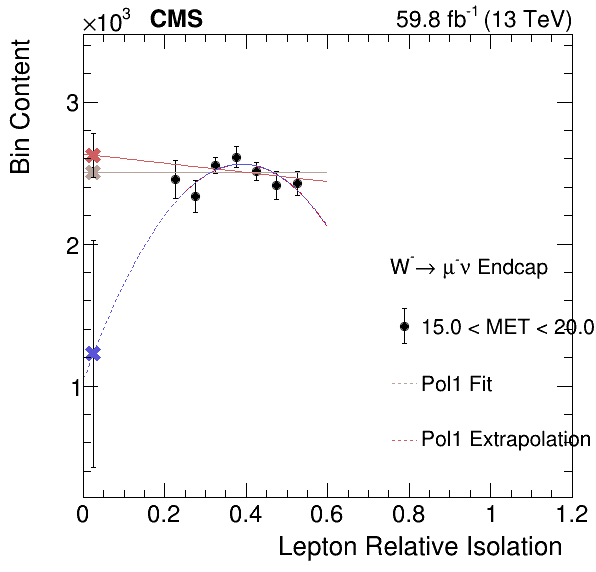 ×10³ CMS 59.8 fb⁻¹ (13 TeV)
Bin Content
3
2
1
W⁻→ μ⁻ν Endcap
15.0 < MET < 20.0
Pol1 Fit
Pol1 Extrapolation
0 0.2 0.4 0.6 0.8 1 1.2
Lepton Relative Isolation